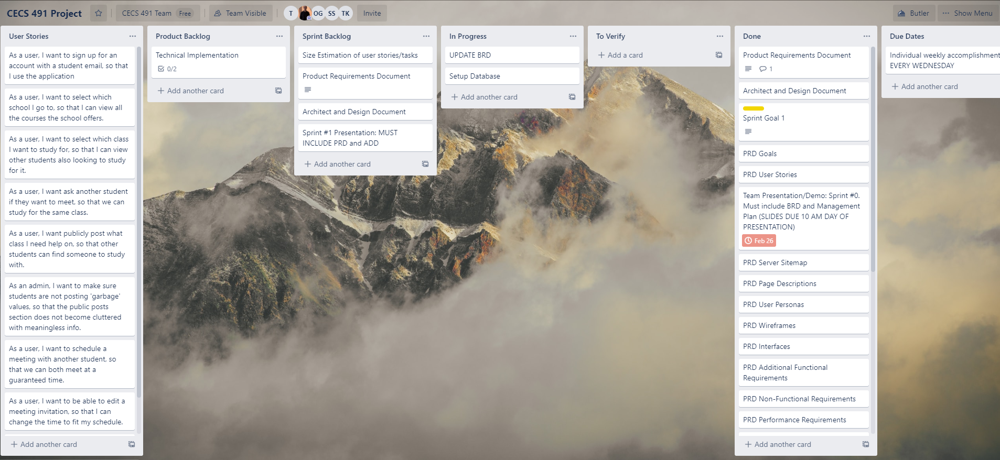 CECS 491 Project
CECS 491 Team Free
Team Visible
T OG SS TK
Invite
Butler
Show Menu
User Stories
As a user, I want to sign up for an
account with a student email, so that
I use the application
As a user, I want to select which
school I go to, so that I can view all
the courses the school offers.
As a user, I want to select which class
I want to study for, so that I can view
other students also looking to study
for it.
As a user, I want ask another student
if they want to meet, so that we can
study for the same class.
As a user, I want publicly post what
class I need help on, so that other
students can find someone to study
with.
As an admin, I want to make sure
students are not posting 'garbage'
values, so that the public posts
section does not become cluttered
with meaningless info.
As a user, I want to schedule a
meeting with another student, so
that we can both meet at a
guaranteed time.
As a user, I want to be able to edit a
meeting invitation, so that I can
change the time to fit my schedule.
Add another card
Product Backlog
Technical Implementation
0/2
Add another card
Sprint Backlog
Size Estimation of user stories/tasks
Product Requirements Document
Architect and Design Document
Sprint #1 Presentation: MUST
INCLUDE PRD and ADD
Add another card
In Progress
UPDATE BRD
Setup Database
Add another card
To Verify
Add a card
Done
Product Requirements Document
1
Architect and Design Document
Sprint Goal 1
PRD Goals
PRD User Stories
Team Presentation/Demo: Sprint #0.
Must include BRD and Management
Plan (SLIDES DUE 10 AM DAY OF
PRESENTATION)
Feb 26
PRD Server Sitemap
PRD Page Descriptions
PRD User Personas
PRD Wireframes
PRD Interfaces
PRD Additional Functional
Requirements
PRD Non-Functional Requirements
PRD Performance Requirements
Add another card
Due Dates
Individual weekly accomplishment
EVERY WEDNESDAY
Add another card